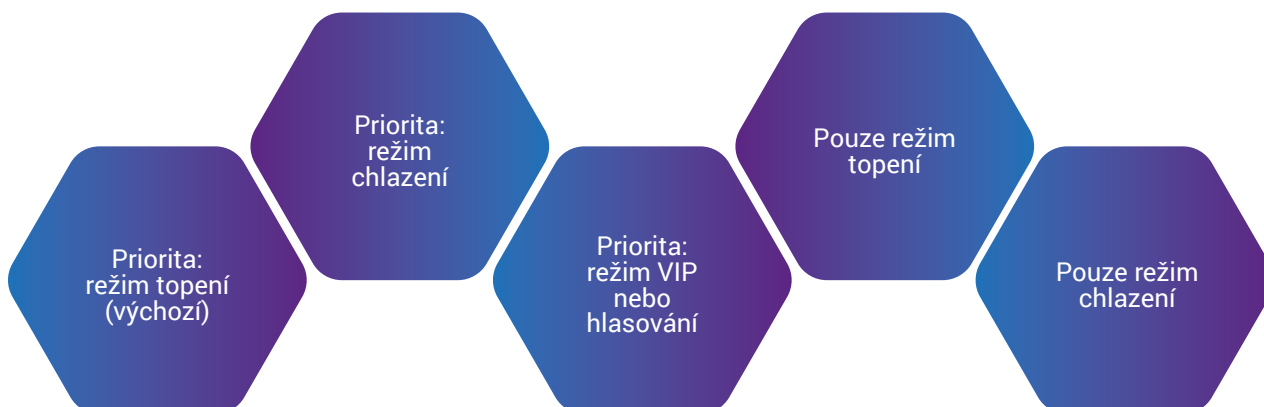 Priorita:
režim topení
(výchozí)
Priorita:
režim
chlazení
Priorita:
režim VIP
nebo
hlasování
Pouze režim
topení
Pouze režim
chlazení